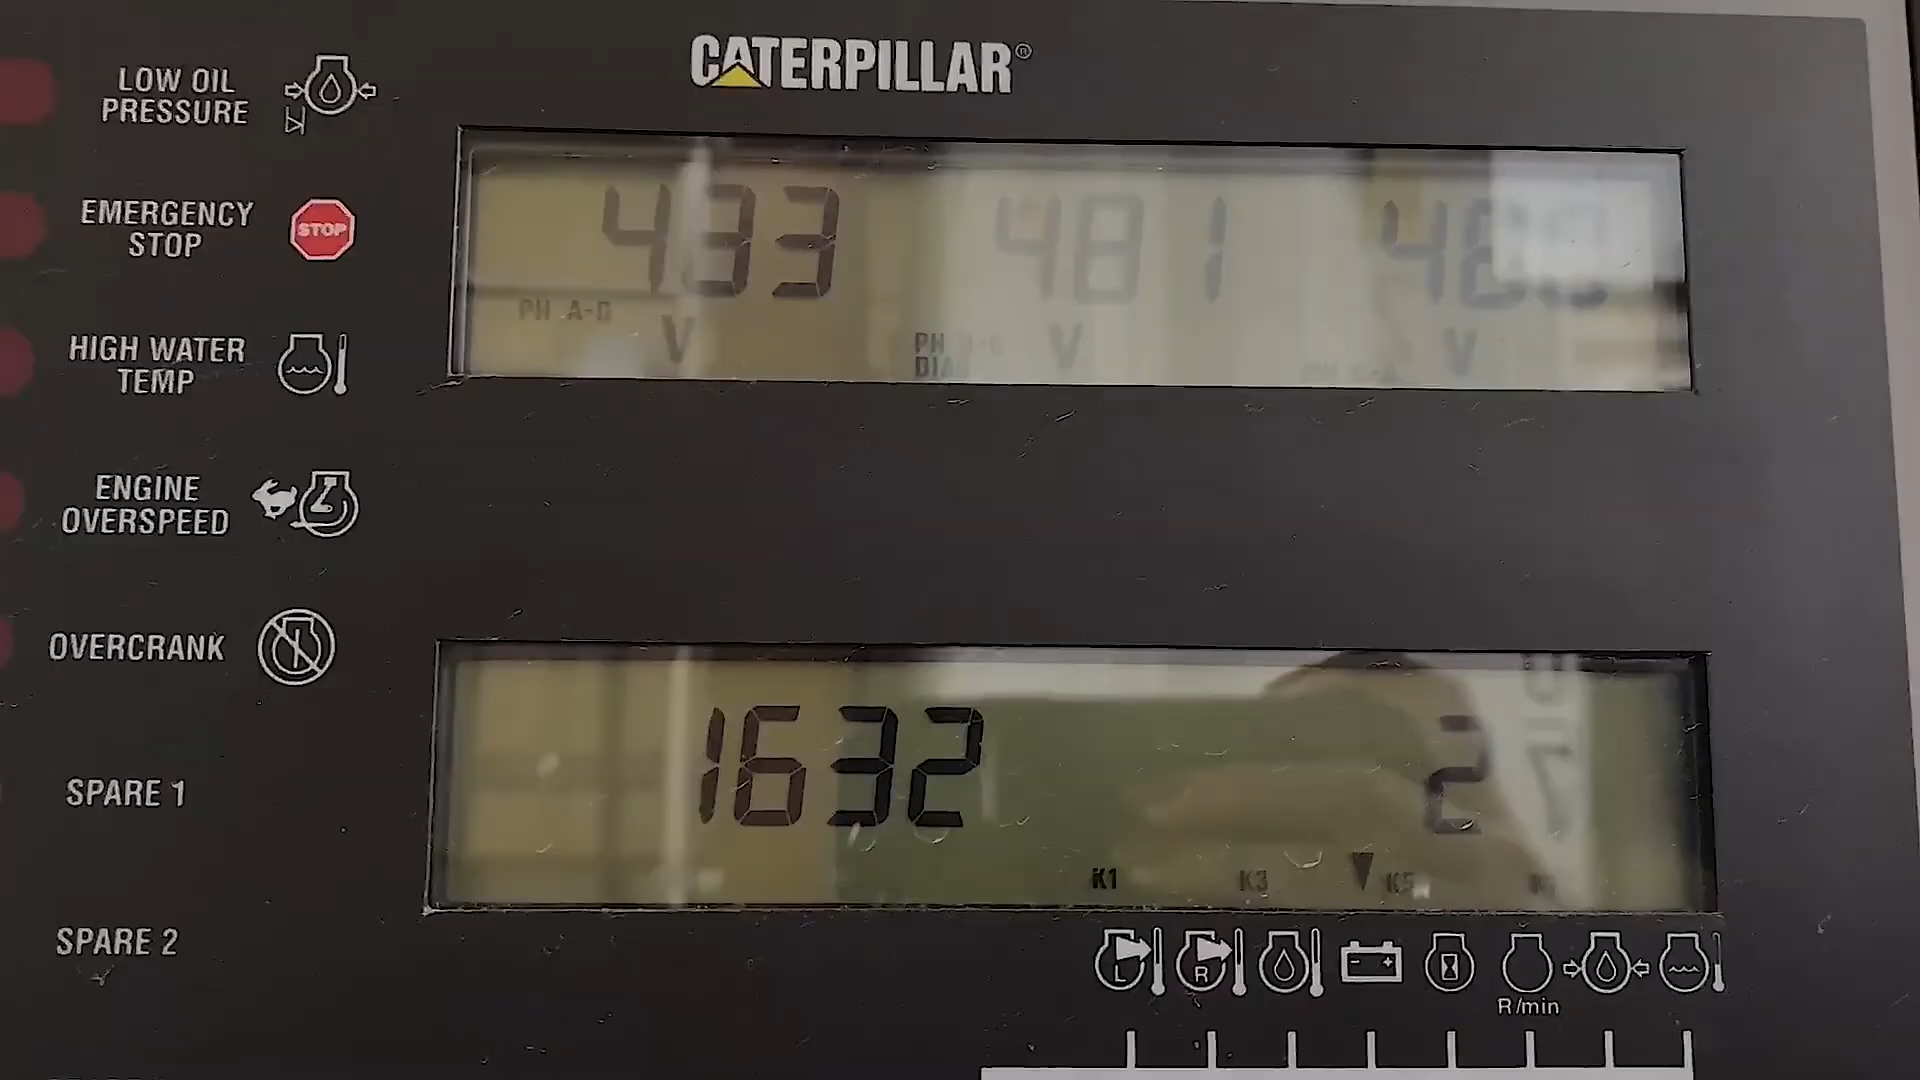 CATERPILLAR®
LOW OIL
PRESSURE
EMERGENCY
STOP
STOP
HIGH WATER
TEMP
ENGINE
OVERSPEED
OVERCRANK
SPARE 1
SPARE 2
433
481
PH A-B
V
V
V
PH
1632
2
K1
K3
K5
L
R
R/min